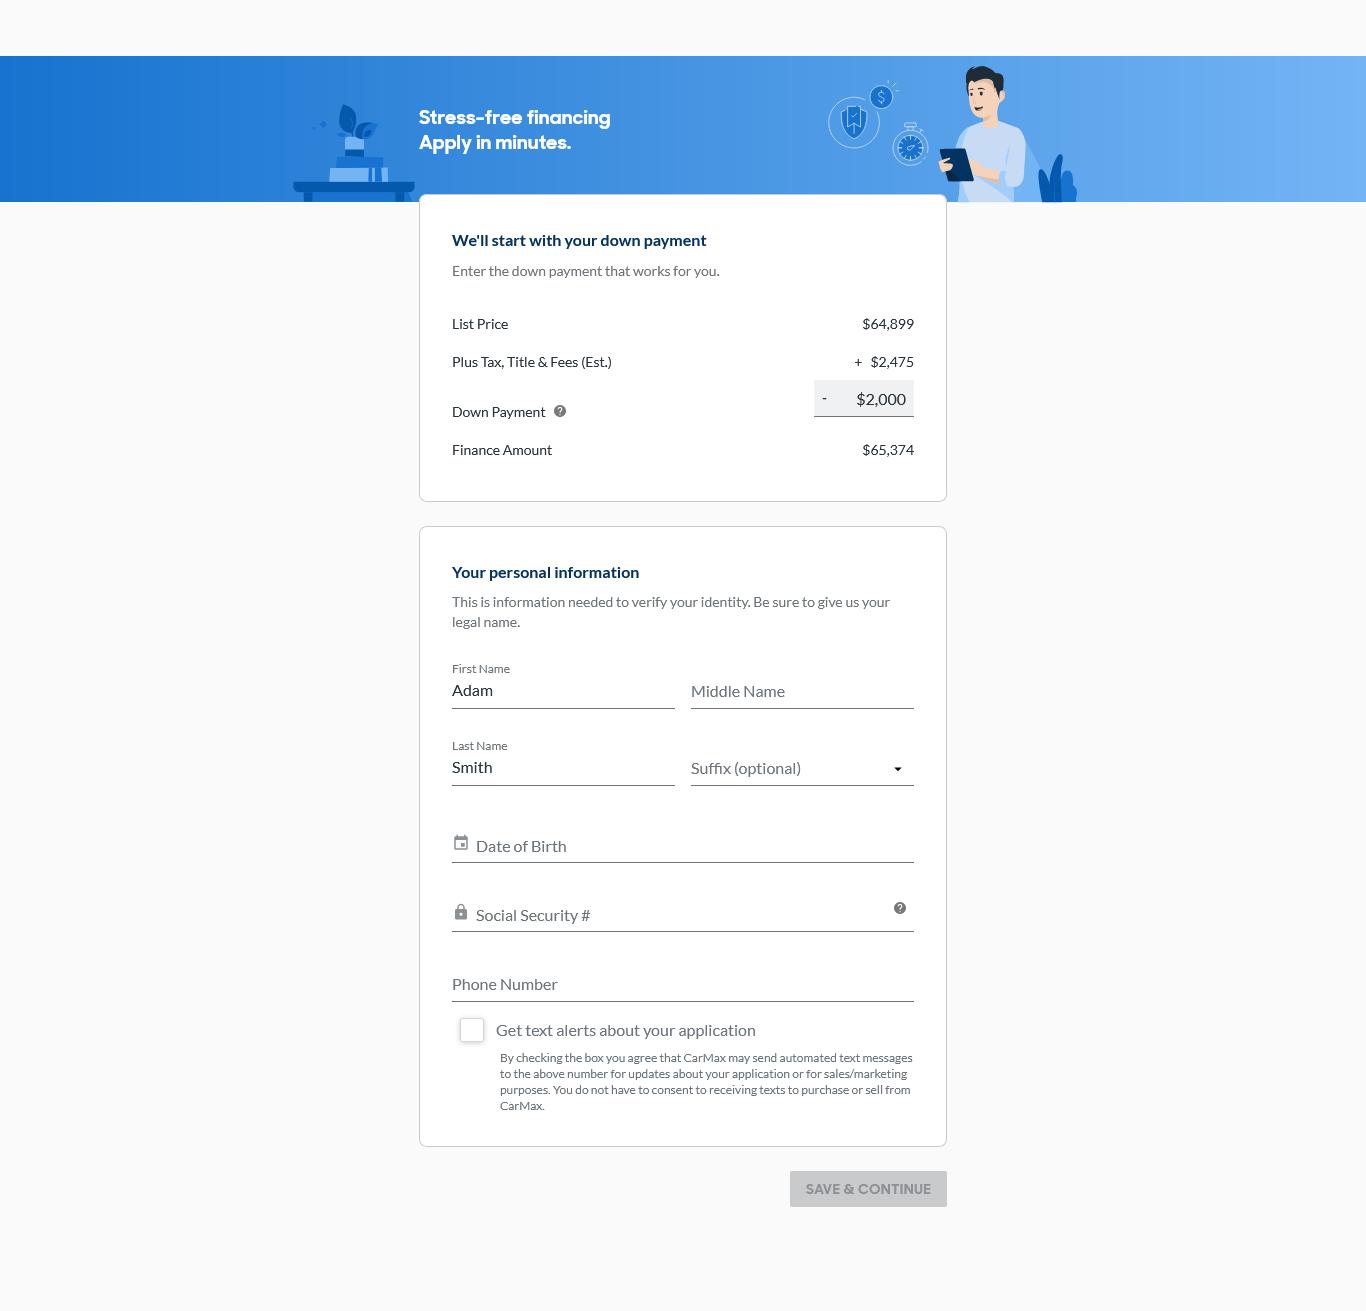 Stress-free financing
Apply in minutes.
We'll start with your down payment
Enter the down payment that works for you.
List Price $64,899
Plus Tax, Title & Fees (Est.) + $2,475
Down Payment ? - $2,000
Finance Amount $65,374
Your personal information
This is information needed to verify your identity. Be sure to give us your
legal name.
First Name
Adam Middle Name
Last Name
Smith Suffix (optional)
Date of Birth
Social Security # ?
Phone Number
Get text alerts about your application
By checking the box you agree that CarMax may send automated text messages
to the above number for updates about your application or for sales/marketing
purposes. You do not have to consent to receiving texts to purchase or sell from
CarMax.
SAVE & CONTINUE